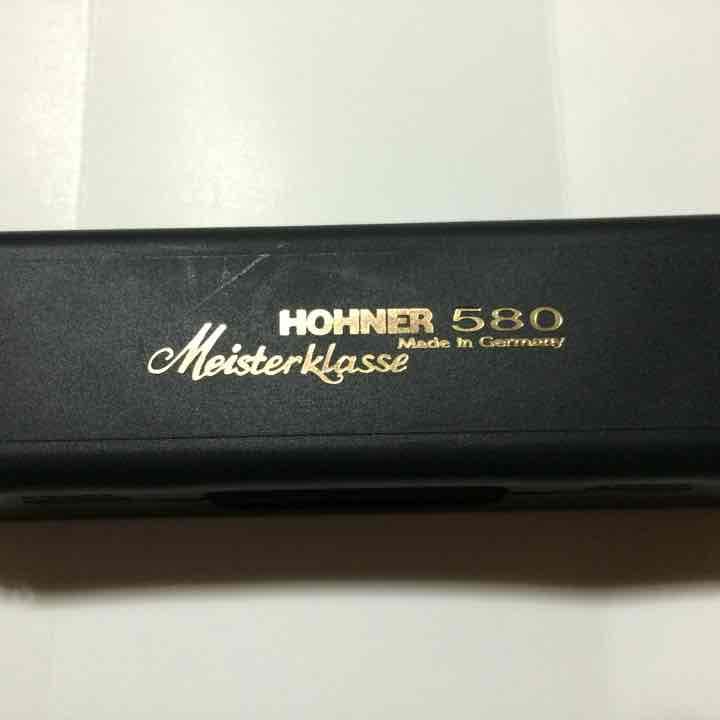 HOHNER 580
Made in Germany
Meisterklasse